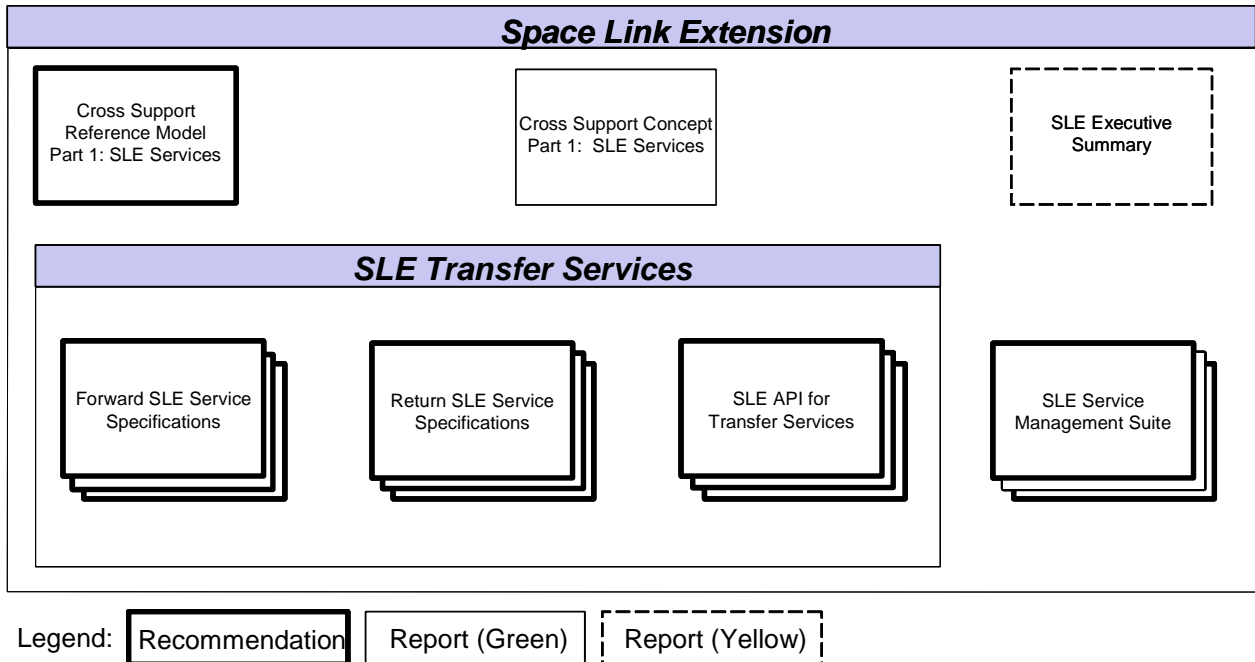 Space Link Extension
Cross Support
Reference Model
Part 1: SLE Services
Cross Support Concept
Part 1: SLE Services
SLE Executive
Summary
SLE Transfer Services
Forward SLE Service
Specifications
Return SLE Service
Specifications
SLE API for
Transfer Services
SLE Service
Management Suite
Legend:
Recommendation
Report (Green)
Report (Yellow)